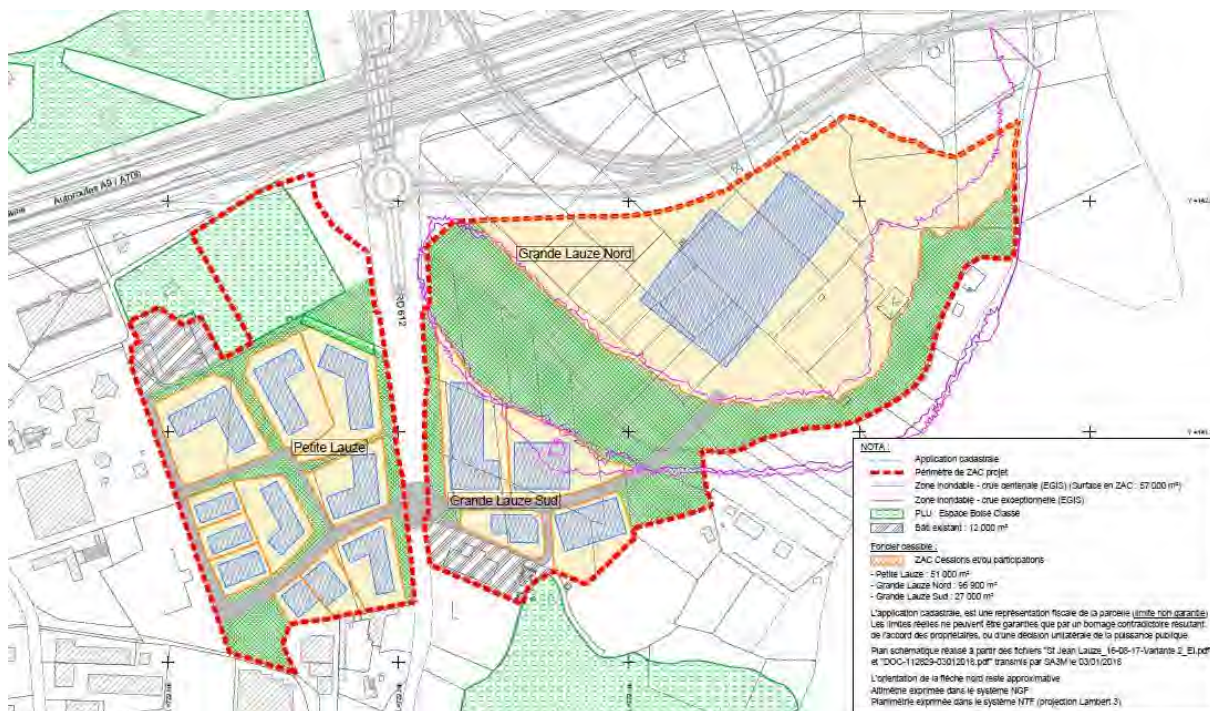 Autoroutes A9 / A709
RD 612
Grande Lauze Nord
Petite Lauze
Grande Lauze Sud
NOTA :
Application cadastrale
Périmètre de ZAC projet
Zone inondable - crue centenale (EGIS) (Surface en ZAC : 57 000 m²)
Zone inondable - crue exceptionnelle (EGIS)
PLU : Espace Boisé Classé
Bâti existant : 12 000 m²
Foncier cessible :
ZAC Cessions et/ou participations
- Petite Lauze : 51 000 m²
- Grande Lauze Nord : 96 900 m²
- Grande Lauze Sud : 27 000 m²
L'application cadastrale, est une représentation fiscale de la parcelle (limite non garantie)
Les limites réelles ne peuvent être garanties que par un bornage contradictoire résultant
de l'accord des propriétaires, ou d'une décision unilatérale de la puissance publique.
Plan schématique réalisé à partir des fichiers "St Jean Lauze_16-08-17-Variante 2_EI.pdf"
et "DOC-112829-03012018.pdf" transmis par SA3M le 03/01/2018
L'orientation de la flèche nord reste approximative
Altimétrie exprimée dans le système NGF
Planimétrie exprimée dans le système NTF (projection Lambert 3)